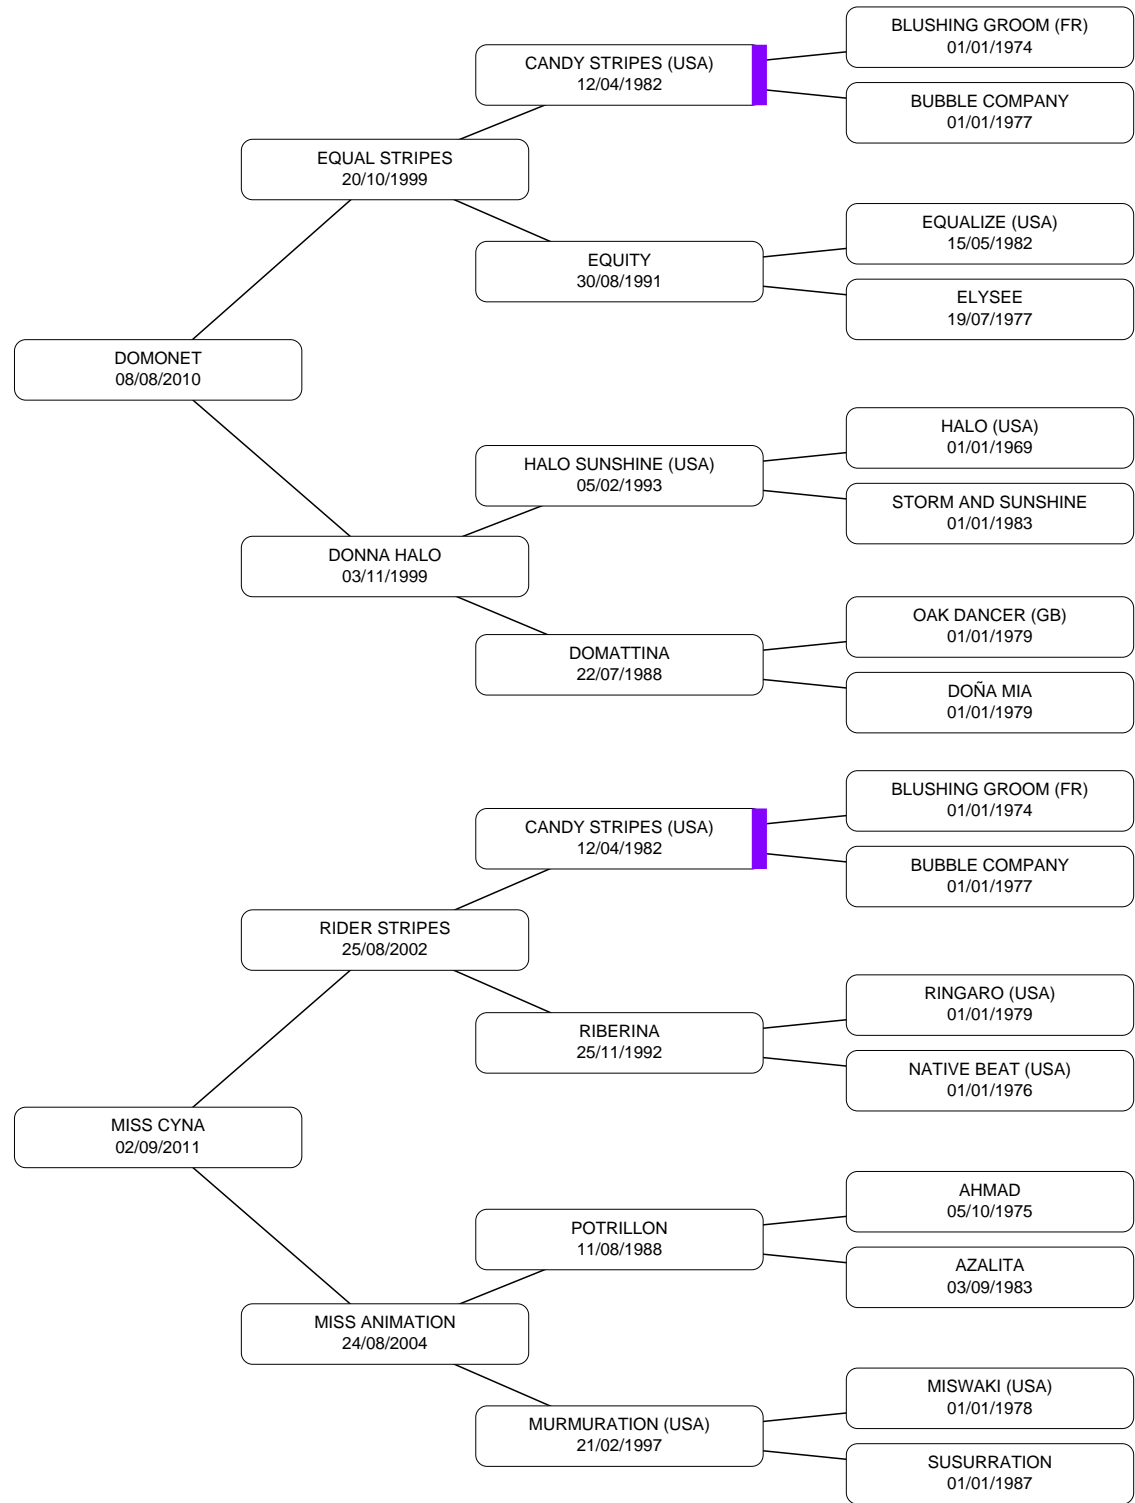 BLUSHING GROOM (FR)
01/01/1974
CANDY STRIPES (USA)
12/04/1982
BUBBLE COMPANY
01/01/1977
EQUAL STRIPES
20/10/1999
EQUALIZE (USA)
15/05/1982
EQUITY
30/08/1991
ELYSEE
19/07/1977
DOMONET
08/08/2010
HALO (USA)
01/01/1969
HALO SUNSHINE (USA)
05/02/1993
STORM AND SUNSHINE
01/01/1983
DONNA HALO
03/11/1999
OAK DANCER (GB)
01/01/1979
DOMATTINA
22/07/1988
DOÑA MIA
01/01/1979
BLUSHING GROOM (FR)
01/01/1974
CANDY STRIPES (USA)
12/04/1982
BUBBLE COMPANY
01/01/1977
RIDER STRIPES
25/08/2002
RINGARO (USA)
01/01/1979
RIBERINA
25/11/1992
NATIVE BEAT (USA)
01/01/1976
MISS CYNA
02/09/2011
AHMAD
05/10/1975
POTRILLON
11/08/1988
AZALITA
03/09/1983
MISS ANIMATION
24/08/2004
MISWAKI (USA)
01/01/1978
MURMURATION (USA)
21/02/1997
SUSURRATION
01/01/1987